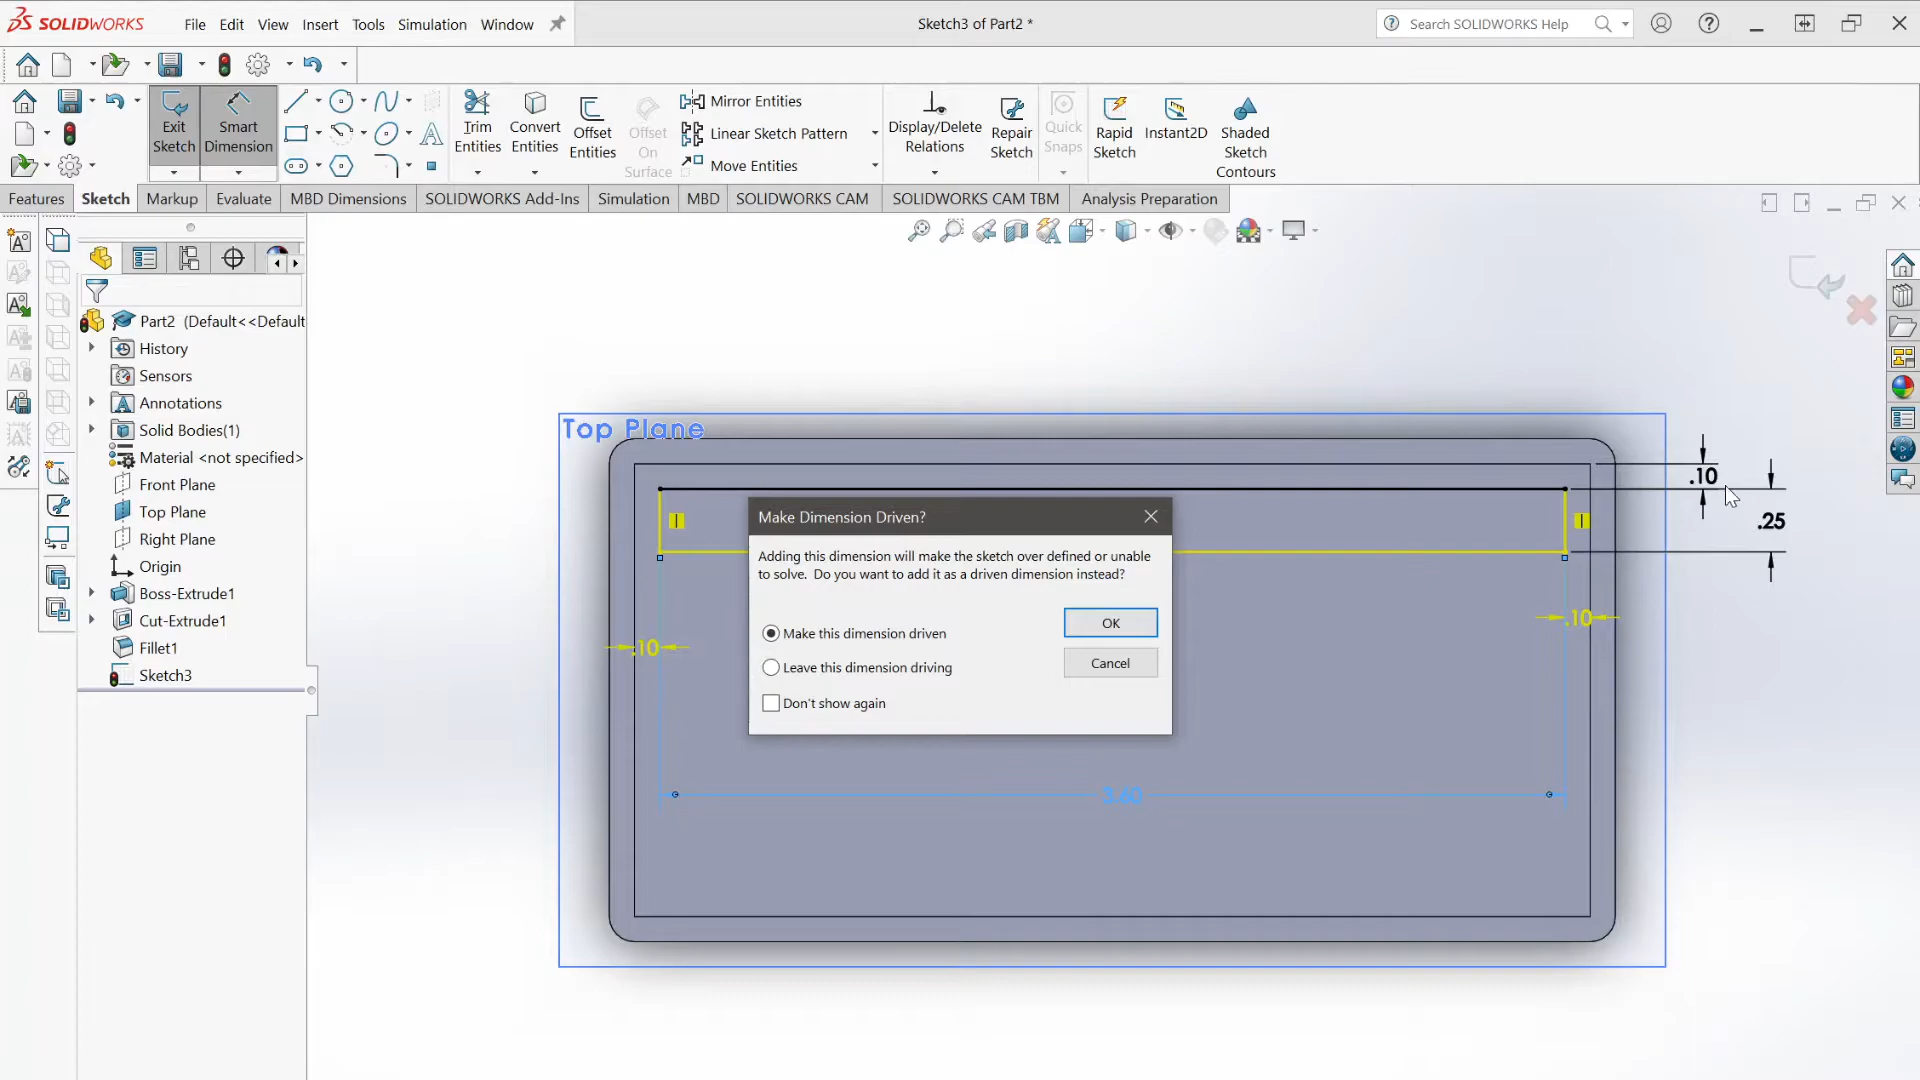 SOLIDWORKS File Edit View Insert Tools Simulation Window Sketch3 of Part2 * Search SOLIDWORKS Help
Exit Sketch
Smart Dimension
Trim Entities
Convert Entities
Offset Entities
Offset On Surface
Mirror Entities
Linear Sketch Pattern
Move Entities
Display/Delete Relations
Repair Sketch
Quick Snaps
Rapid Sketch
Instant2D
Shaded Sketch Contours
Features Sketch Markup Evaluate MBD Dimensions SOLIDWORKS Add-Ins Simulation MBD SOLIDWORKS CAM SOLIDWORKS CAM TBM Analysis Preparation
Part2 (Default<<Default
History
Sensors
Annotations
Solid Bodies(1)
Material <not specified>
Front Plane
Top Plane
Right Plane
Origin
Boss-Extrude1
Cut-Extrude1
Fillet1
Sketch3
Top Plane
.10
.25
Make Dimension Driven?
Adding this dimension will make the sketch over defined or unable
to solve. Do you want to add it as a driven dimension instead?
OK
Make this dimension driven
Cancel
Leave this dimension driving
Don't show again
.10
.10
3.60